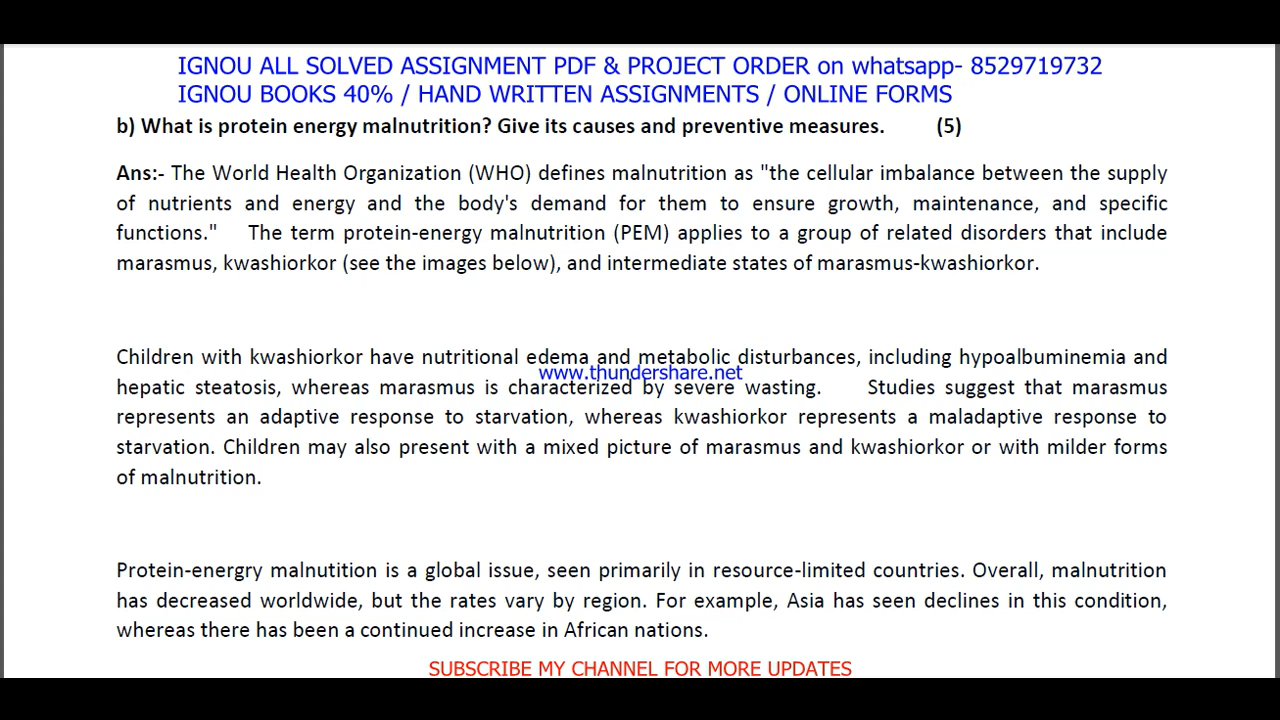 IGNOU ALL SOLVED ASSIGNMENT PDF & PROJECT ORDER on whatsapp- 8529719732
IGNOU BOOKS 40% / HAND WRITTEN ASSIGNMENTS / ONLINE FORMS
b) What is protein energy malnutrition? Give its causes and preventive measures. (5)
Ans:- The World Health Organization (WHO) defines malnutrition as "the cellular imbalance between the supply
of nutrients and energy and the body's demand for them to ensure growth, maintenance, and specific
functions." The term protein-energy malnutrition (PEM) applies to a group of related disorders that include
marasmus, kwashiorkor (see the images below), and intermediate states of marasmus-kwashiorkor.
Children with kwashiorkor have nutritional edema and metabolic disturbances, including hypoalbuminemia and
www.thundershare.net
hepatic steatosis, whereas marasmus is characterized by severe wasting. Studies suggest that marasmus
represents an adaptive response to starvation, whereas kwashiorkor represents a maladaptive response to
starvation. Children may also present with a mixed picture of marasmus and kwashiorkor or with milder forms
of malnutrition.
Protein-energry malnutition is a global issue, seen primarily in resource-limited countries. Overall, malnutrition
has decreased worldwide, but the rates vary by region. For example, Asia has seen declines in this condition,
whereas there has been a continued increase in African nations.
SUBSCRIBE MY CHANNEL FOR MORE UPDATES